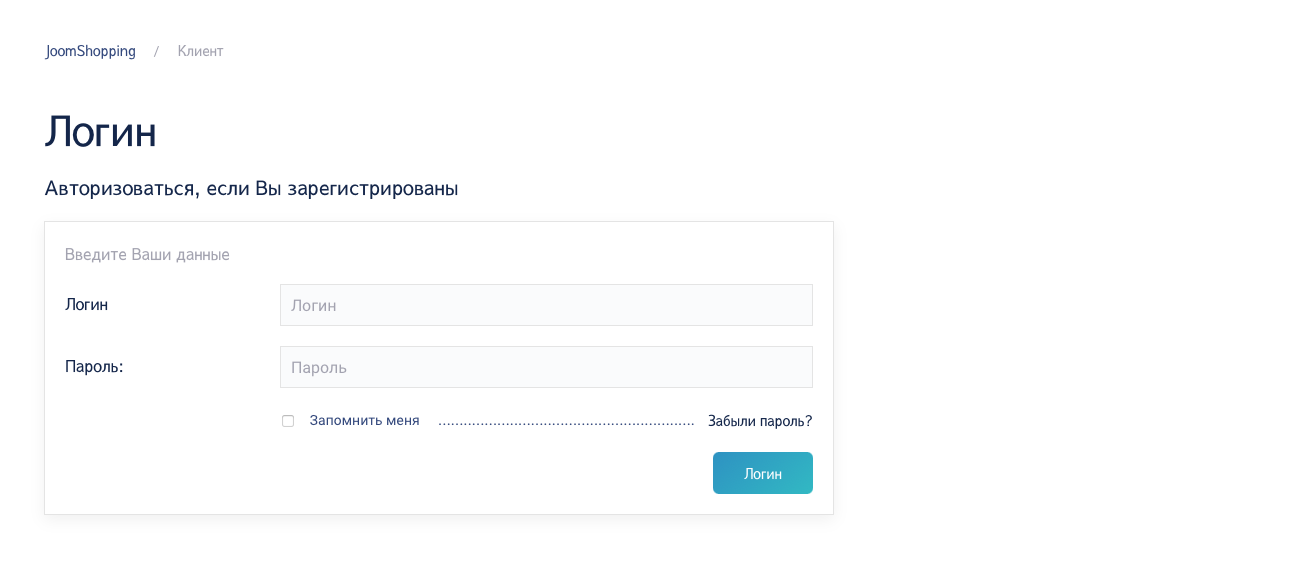 JoomShopping / Клиент
Логин
Авторизоваться, если Вы зарегистрированы
Введите Ваши данные
Логин Логин
Пароль: Пароль
Запомнить меня Забыли пароль?
Логин